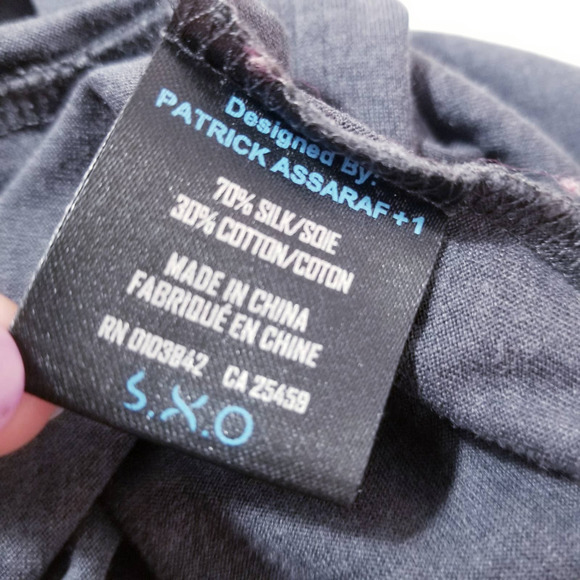 Designed By:
PATRICK ASSARAF +1
70% SILK/SOIE
30% COTTON/COTON
MADE IN CHINA
FABRIQUÉ EN CHINE
RN 0103842 CA 25459
S.X.O